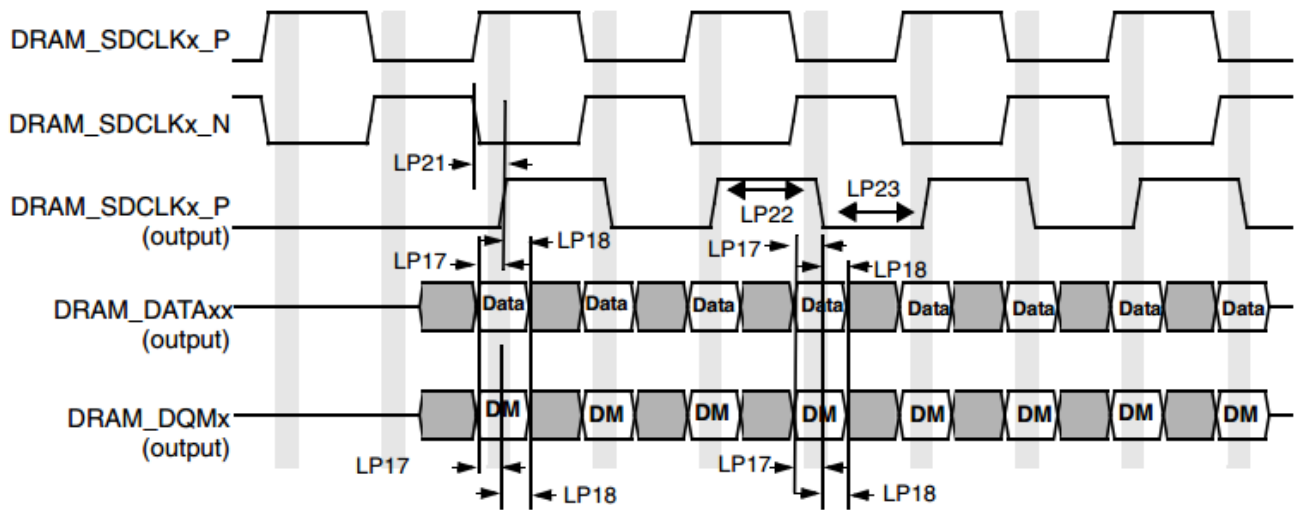 DRAM_SDCLKx_P
DRAM_SDCLKx_N
LP21
DRAM_SDCLKx_P
(output)
LP22
LP23
LP17
LP18
LP17
LP18
DRAM_DATAxx
(output)
Data
Data
Data
Data
Data
Data
Data
Data
DRAM_DQMx
(output)
DM
DM
DM
DM
DM
DM
DM
DM
LP17
LP18
LP17
LP18